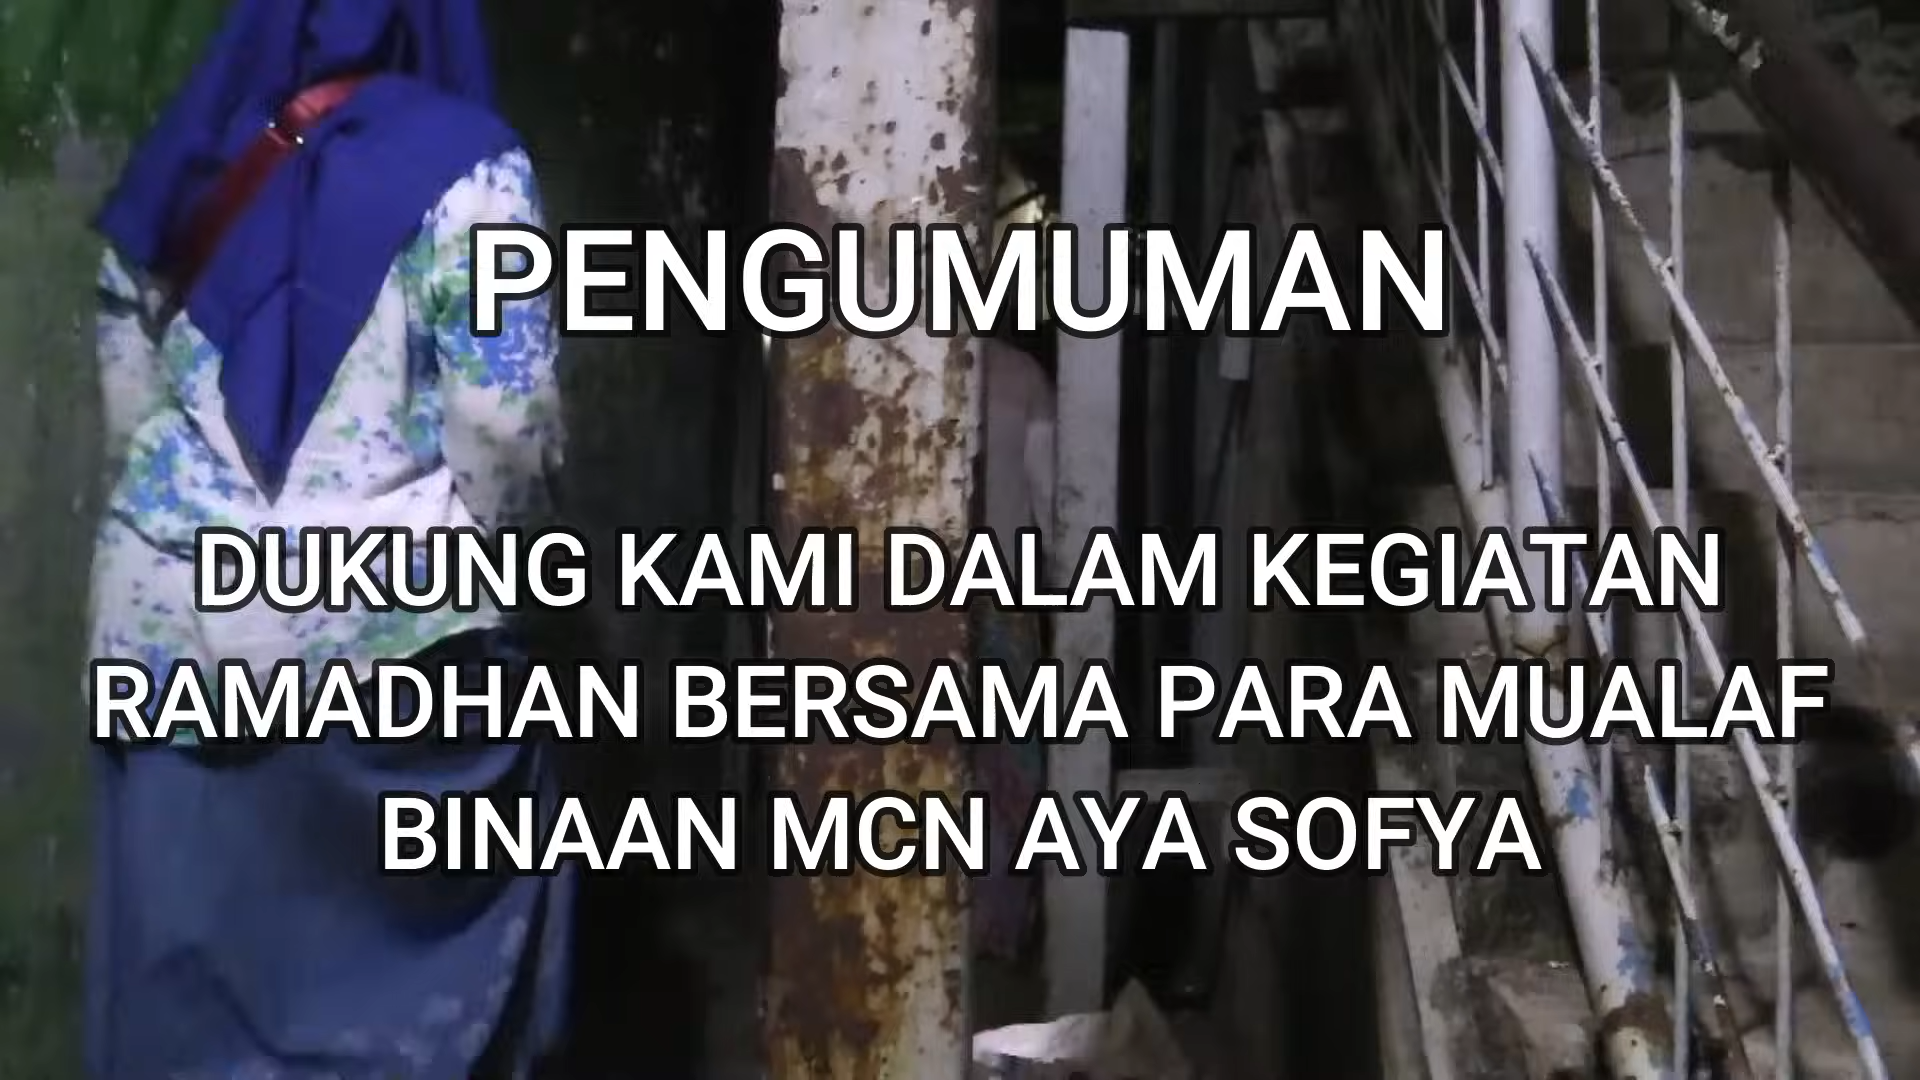 PENGUMUMAN
DUKUNG KAMI DALAM KEGIATAN
RAMADHAN BERSAMA PARA MUALAF
BINAAN MCN AYA SOFYA